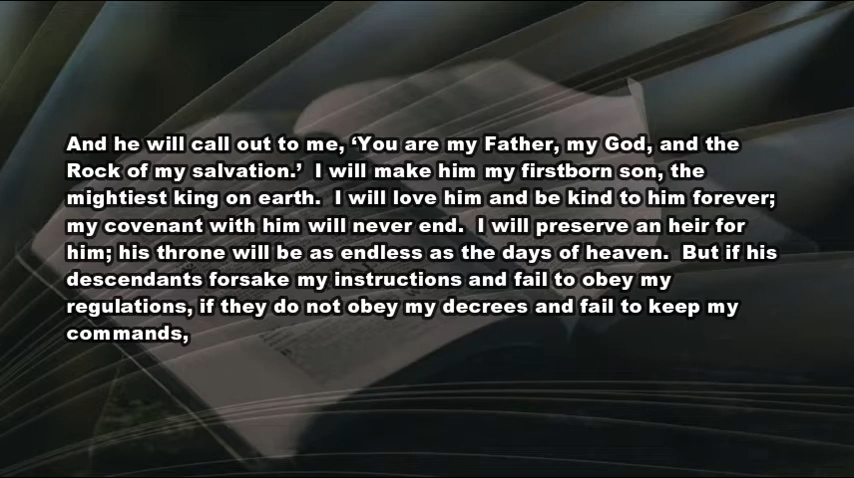 And he will call out to me, ‘You are my Father, my God, and the
Rock of my salvation.’  I will make him my firstborn son, the
mightiest king on earth.  I will love him and be kind to him forever;
my covenant with him will never end.  I will preserve an heir for
him; his throne will be as endless as the days of heaven.  But if his
descendants forsake my instructions and fail to obey my
regulations, if they do not obey my decrees and fail to keep my
commands,